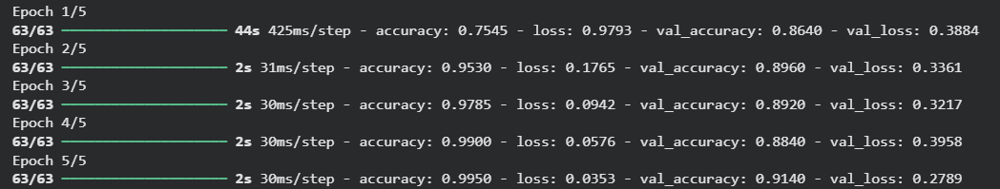 Epoch 1/5
63/63 ━━━━━━━━━━━━━━━━━━━━ 44s 425ms/step - accuracy: 0.7545 - loss: 0.9793 - val_accuracy: 0.8640 - val_loss: 0.3884
Epoch 2/5
63/63 ━━━━━━━━━━━━━━━━━━━━ 2s 31ms/step - accuracy: 0.9530 - loss: 0.1765 - val_accuracy: 0.8960 - val_loss: 0.3361
Epoch 3/5
63/63 ━━━━━━━━━━━━━━━━━━━━ 2s 30ms/step - accuracy: 0.9785 - loss: 0.0942 - val_accuracy: 0.8920 - val_loss: 0.3217
Epoch 4/5
63/63 ━━━━━━━━━━━━━━━━━━━━ 2s 30ms/step - accuracy: 0.9900 - loss: 0.0576 - val_accuracy: 0.8840 - val_loss: 0.3958
Epoch 5/5
63/63 ━━━━━━━━━━━━━━━━━━━━ 2s 30ms/step - accuracy: 0.9950 - loss: 0.0353 - val_accuracy: 0.9140 - val_loss: 0.2789